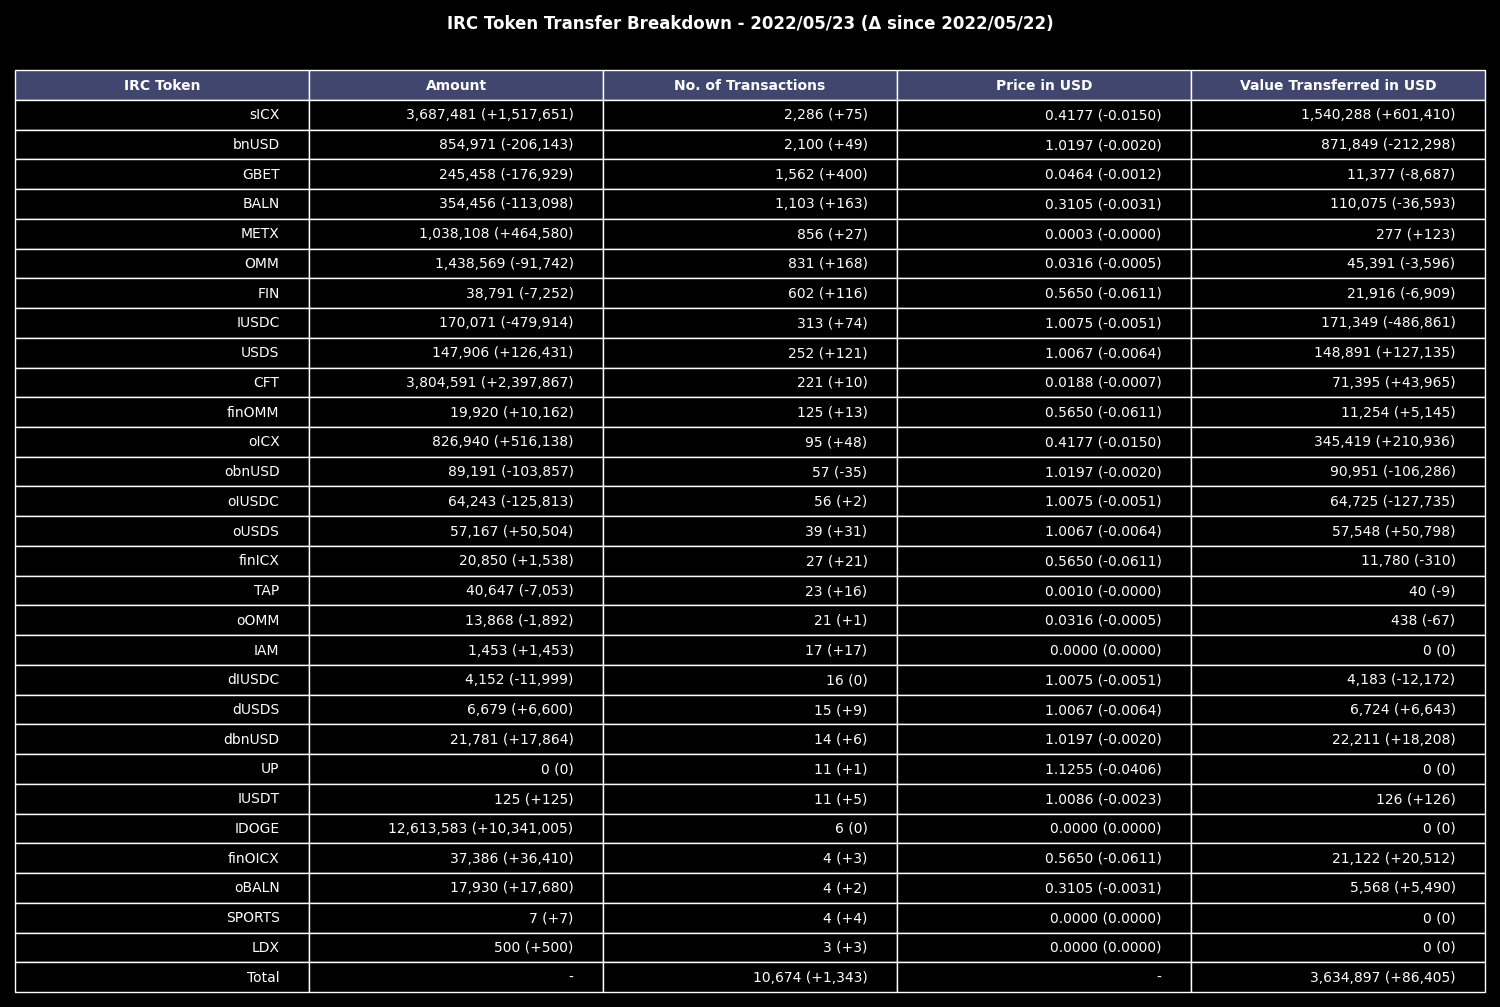 IRC Token Transfer Breakdown - 2022/05/23 (Δ since 2022/05/22)
IRC Token Amount No. of Transactions Price in USD Value Transferred in USD
sICX 3,687,481 (+1,517,651) 2,286 (+75) 0.4177 (-0.0150) 1,540,288 (+601,410)
bnUSD 854,971 (-206,143) 2,100 (+49) 1.0197 (-0.0020) 871,849 (-212,298)
GBET 245,458 (-176,929) 1,562 (+400) 0.0464 (-0.0012) 11,377 (-8,687)
BALN 354,456 (-113,098) 1,103 (+163) 0.3105 (-0.0031) 110,075 (-36,593)
METX 1,038,108 (+464,580) 856 (+27) 0.0003 (-0.0000) 277 (+123)
OMM 1,438,569 (-91,742) 831 (+168) 0.0316 (-0.0005) 45,391 (-3,596)
FIN 38,791 (-7,252) 602 (+116) 0.5650 (-0.0611) 21,916 (-6,909)
IUSDC 170,071 (-479,914) 313 (+74) 1.0075 (-0.0051) 171,349 (-486,861)
USDS 147,906 (+126,431) 252 (+121) 1.0067 (-0.0064) 148,891 (+127,135)
CFT 3,804,591 (+2,397,867) 221 (+10) 0.0188 (-0.0007) 71,395 (+43,965)
finOMM 19,920 (+10,162) 125 (+13) 0.5650 (-0.0611) 11,254 (+5,145)
oICX 826,940 (+516,138) 95 (+48) 0.4177 (-0.0150) 345,419 (+210,936)
obnUSD 89,191 (-103,857) 57 (-35) 1.0197 (-0.0020) 90,951 (-106,286)
oIUSDC 64,243 (-125,813) 56 (+2) 1.0075 (-0.0051) 64,725 (-127,735)
oUSDS 57,167 (+50,504) 39 (+31) 1.0067 (-0.0064) 57,548 (+50,798)
finICX 20,850 (+1,538) 27 (+21) 0.5650 (-0.0611) 11,780 (-310)
TAP 40,647 (-7,053) 23 (+16) 0.0010 (-0.0000) 40 (-9)
oOMM 13,868 (-1,892) 21 (+1) 0.0316 (-0.0005) 438 (-67)
IAM 1,453 (+1,453) 17 (+17) 0.0000 (0.0000) 0 (0)
dIUSDC 4,152 (-11,999) 16 (0) 1.0075 (-0.0051) 4,183 (-12,172)
dUSDS 6,679 (+6,600) 15 (+9) 1.0067 (-0.0064) 6,724 (+6,643)
dbnUSD 21,781 (+17,864) 14 (+6) 1.0197 (-0.0020) 22,211 (+18,208)
UP 0 (0) 11 (+1) 1.1255 (-0.0406) 0 (0)
IUSDT 125 (+125) 11 (+5) 1.0086 (-0.0023) 126 (+126)
IDOGE 12,613,583 (+10,341,005) 6 (0) 0.0000 (0.0000) 0 (0)
finOICX 37,386 (+36,410) 4 (+3) 0.5650 (-0.0611) 21,122 (+20,512)
oBALN 17,930 (+17,680) 4 (+2) 0.3105 (-0.0031) 5,568 (+5,490)
SPORTS 7 (+7) 4 (+4) 0.0000 (0.0000) 0 (0)
LDX 500 (+500) 3 (+3) 0.0000 (0.0000) 0 (0)
Total - 10,674 (+1,343) - 3,634,897 (+86,405)